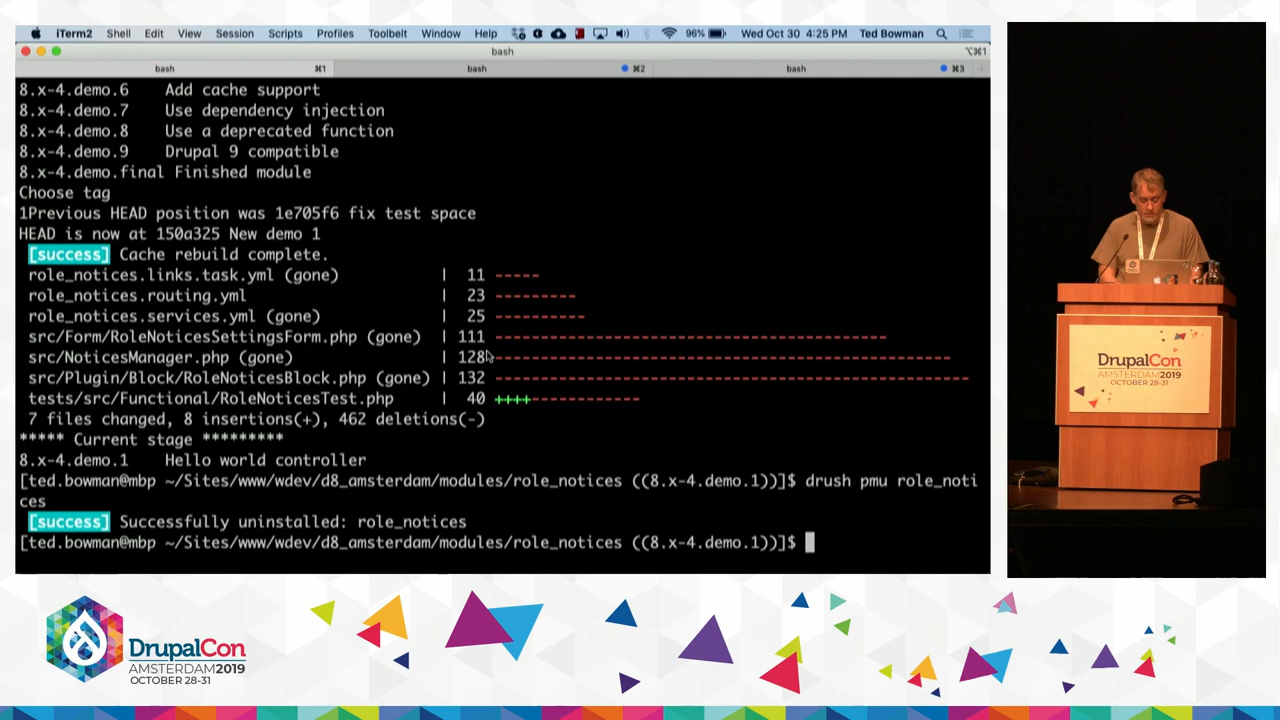 iTerm2 Shell Edit View Session Scripts Profiles Toolbelt Window Help 96% Wed Oct 30 4:25 PM Ted Bowman
bash
⌥⌘1
bash ⌘1 bash ⌘2 bash ⌘3
8.x-4.demo.6 Add cache support
8.x-4.demo.7 Use dependency injection
8.x-4.demo.8 Use a deprecated function
8.x-4.demo.9 Drupal 9 compatible
8.x-4.demo.final Finished module
Choose tag
1Previous HEAD position was 1e705f6 fix test space
HEAD is now at 150a325 New demo 1
[success] Cache rebuild complete.
role_notices.links.task.yml (gone) | 11 -----
role_notices.routing.yml | 23 ---------
role_notices.services.yml (gone) | 25 ----------
src/Form/RoleNoticesSettingsForm.php (gone) | 111 -------------------------------------------
src/NoticesManager.php (gone) | 128 --------------------------------------------------
src/Plugin/Block/RoleNoticesBlock.php (gone) | 132 ----------------------------------------------------
tests/src/Functional/RoleNoticesTest.php | 40 ++++------------
7 files changed, 8 insertions(+), 462 deletions(-)
***** Current stage *********
8.x-4.demo.1 Hello world controller
[ted.bowman@mbp ~/Sites/www/wdev/d8_amsterdam/modules/role_notices ((8.x-4.demo.1))]$ drush pmu role_noti
ces
[success] Successfully uninstalled: role_notices
[ted.bowman@mbp ~/Sites/www/wdev/d8_amsterdam/modules/role_notices ((8.x-4.demo.1))]$
DrupalCon
AMSTERDAM 2019
OCTOBER 28-31
DrupalCon
AMSTERDAM 2019
OCTOBER 28-31